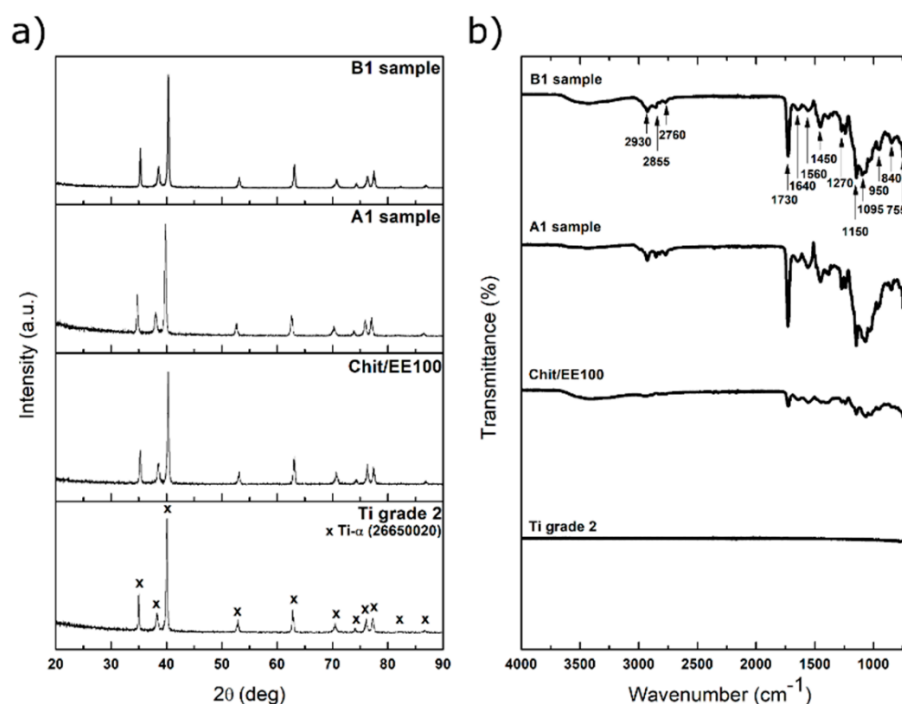 a)
B1 sample
A1 sample
Chit/EE100
Ti grade 2
x Ti-α (26650020)
x
x
x
x
x
x
x
x
x
x
x
Intensity (a.u.)
20 30 40 50 60 70 80 90
2θ (deg)
b)
B1 sample
2930
2855
2760
1730
1640
1560
1450
1270
1150
1095
950
840
755
A1 sample
Chit/EE100
Ti grade 2
Transmittance (%)
4000 3500 3000 2500 2000 1500 1000
Wavenumber (cm⁻¹)